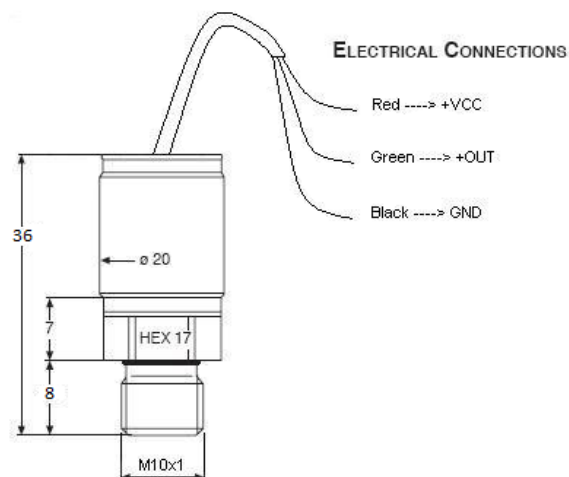 ELECTRICAL CONNECTIONS
Red ----> +VCC
Green ----> +OUT
Black ----> GND
36
ø 20
7
HEX 17
8
M10x1